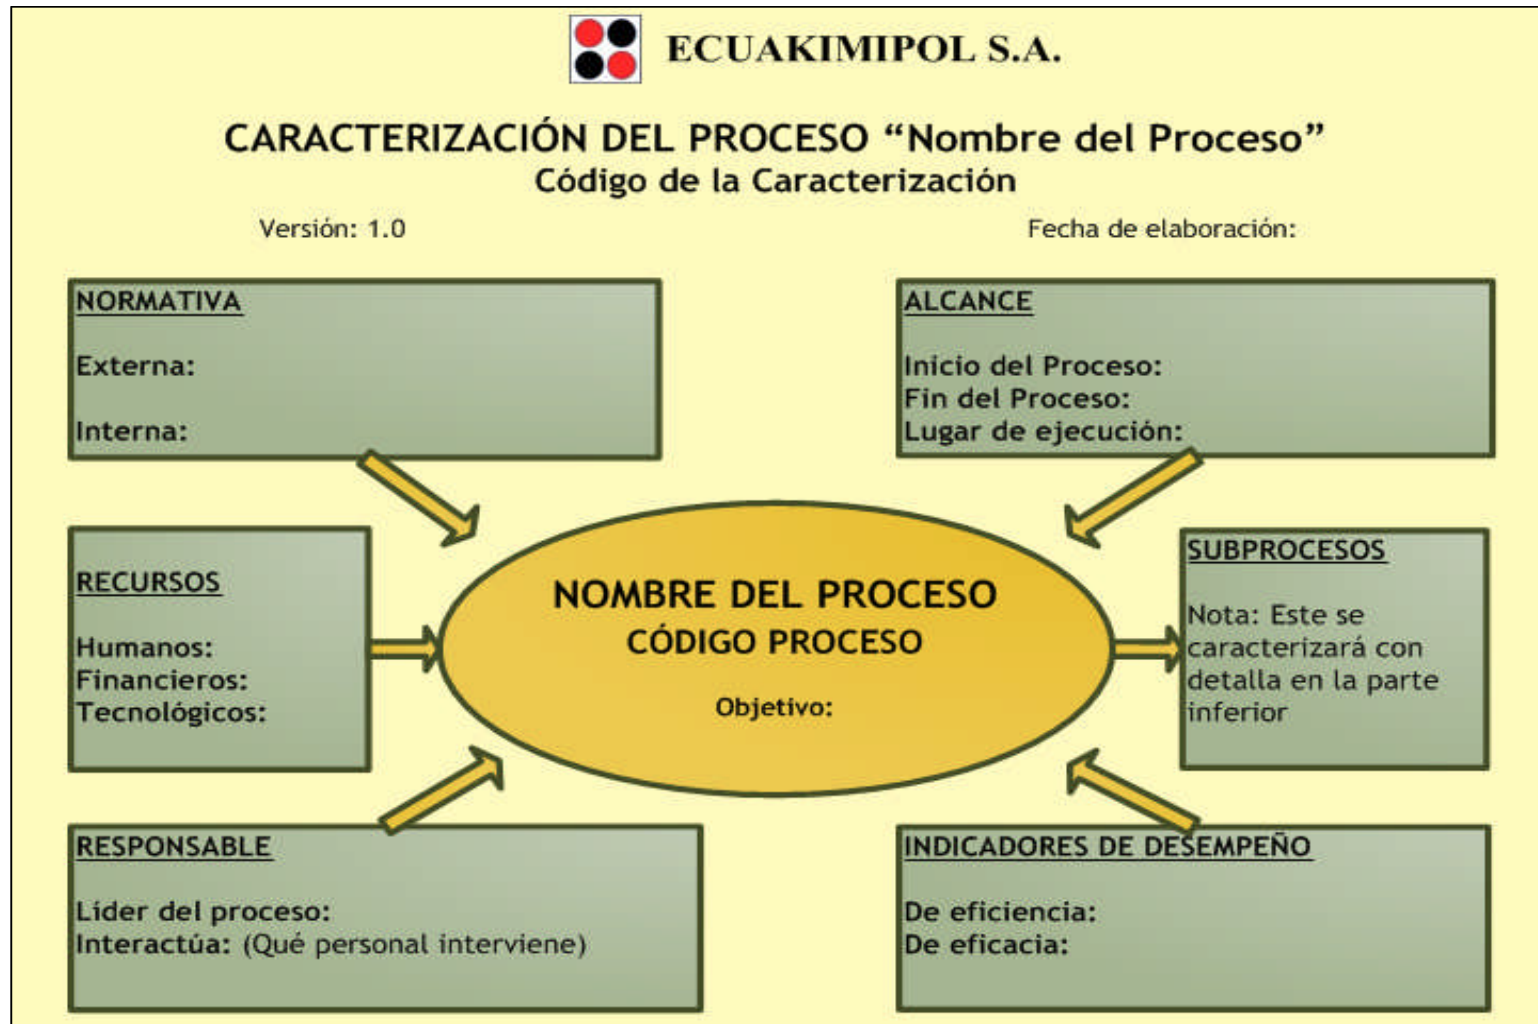 ECUAKIMIPOL S.A.
CARACTERIZACIÓN DEL PROCESO “Nombre del Proceso”
Código de la Caracterización
Versión: 1.0
Fecha de elaboración:
NORMATIVA
Externa:
Interna:
ALCANCE
Inicio del Proceso:
Fin del Proceso:
Lugar de ejecución:
RECURSOS
Humanos:
Financieros:
Tecnológicos:
NOMBRE DEL PROCESO
CÓDIGO PROCESO
Objetivo:
SUBPROCESOS
Nota: Este se
caracterizará con
detalla en la parte
inferior
RESPONSABLE
Líder del proceso:
Interactúa: (Qué personal interviene)
INDICADORES DE DESEMPEÑO
De eficiencia:
De eficacia: